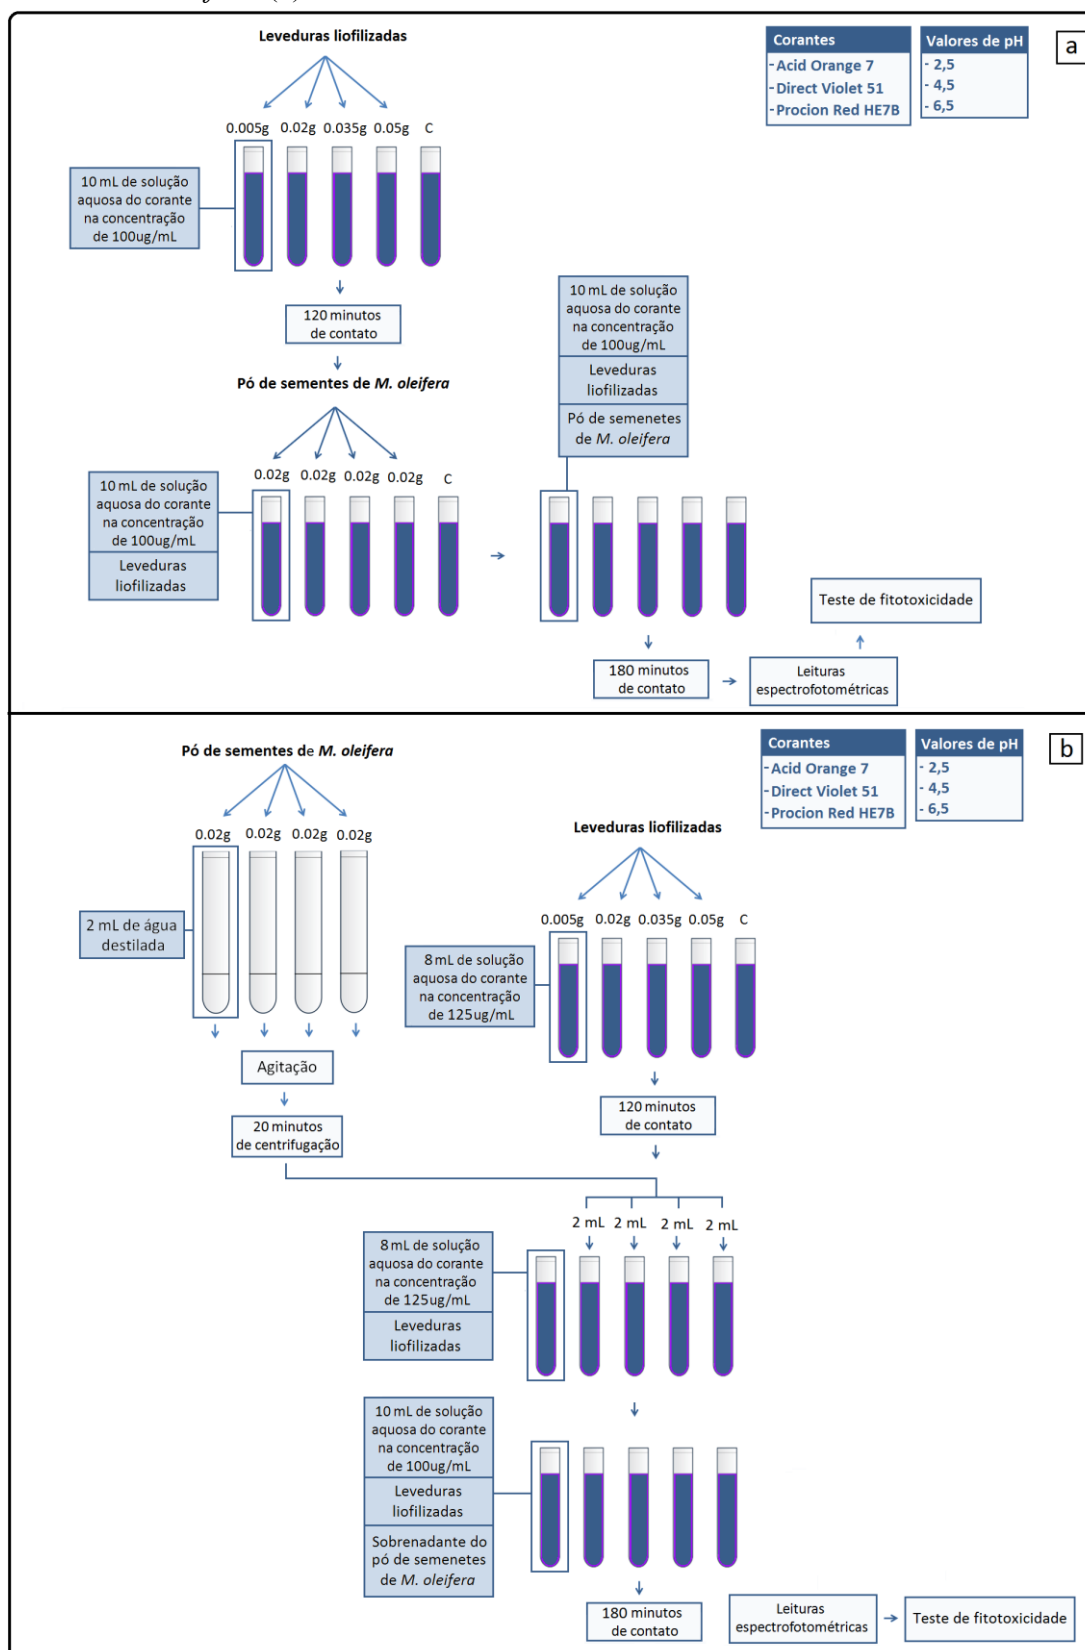 Leveduras liofilizadas
Corantes
- Acid Orange 7
- Direct Violet 51
- Procion Red HE7B
Valores de pH
- 2,5
- 4,5
- 6,5
a
0.005g 0.02g 0.035g 0.05g C
10 mL de solução
aquosa do corante
na concentração
de 100ug/mL
120 minutos
de contato
Pó de sementes de M. oleifera
0.02g 0.02g 0.02g 0.02g C
10 mL de solução
aquosa do corante
na concentração
de 100ug/mL
Leveduras
liofilizadas
10 mL de solução
aquosa do corante
na concentração
de 100ug/mL
Leveduras
liofilizadas
Pó de semenetes
de M. oleifera
180 minutos
de contato
Leituras
espectrofotométricas
Teste de fitotoxicidade
b
Corantes
- Acid Orange 7
- Direct Violet 51
- Procion Red HE7B
Valores de pH
- 2,5
- 4,5
- 6,5
Pó de sementes de M. oleifera
0.02g 0.02g 0.02g 0.02g
2 mL de água
destilada
Agitação
20 minutos
de centrifugação
Leveduras liofilizadas
0.005g 0.02g 0.035g 0.05g C
8 mL de solução
aquosa do corante
na concentração
de 125ug/mL
120 minutos
de contato
2 mL 2 mL 2 mL 2 mL
8 mL de solução
aquosa do corante
na concentração
de 125ug/mL
Leveduras
liofilizadas
10 mL de solução
aquosa do corante
na concentração
de 100ug/mL
Leveduras
liofilizadas
Sobrenadante do
pó de semenetes
de M. oleifera
180 minutos
de contato
Leituras
espectrofotométricas
Teste de fitotoxicidade